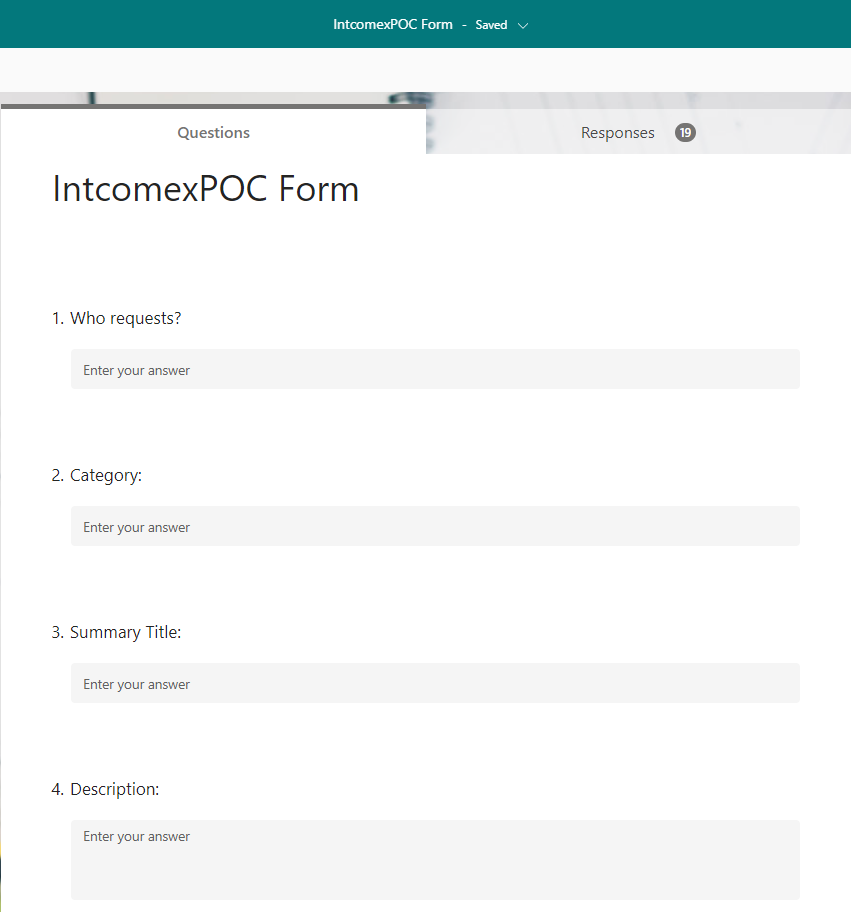 IntcomexPOC Form - Saved
Questions
Responses 19
IntcomexPOC Form
1. Who requests?
Enter your answer
2. Category:
Enter your answer
3. Summary Title:
Enter your answer
4. Description:
Enter your answer